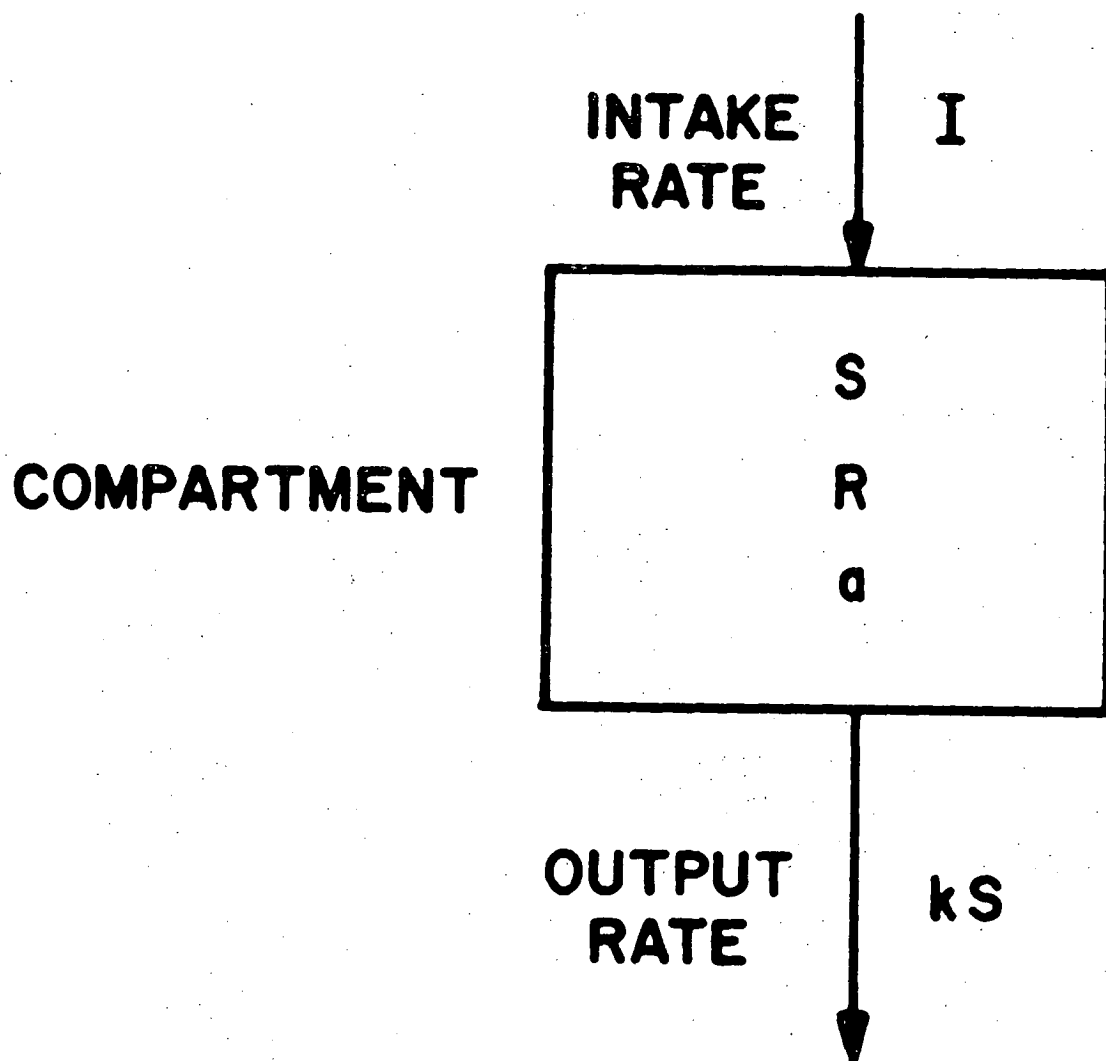 INTAKE
RATE
I
S
COMPARTMENT
R
a
OUTPUT
RATE
kS